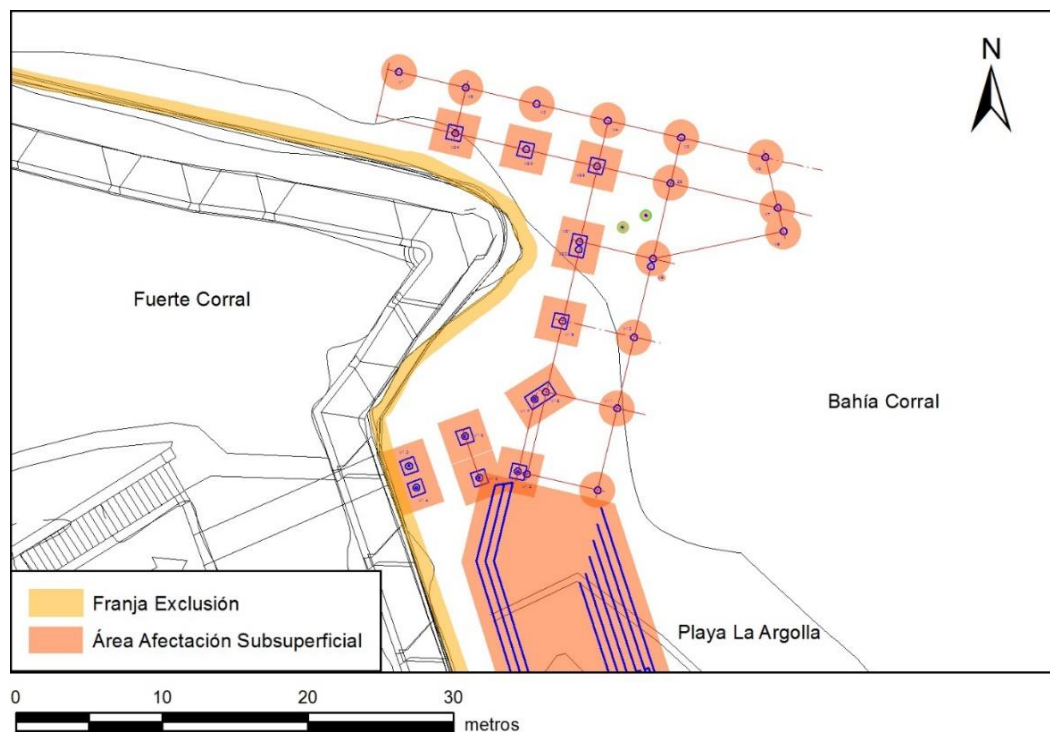 N
Fuerte Corral
Bahía Corral
Playa La Argolla
Franja Exclusión
Área Afectación Subsuperficial
0 10 20 30
metros